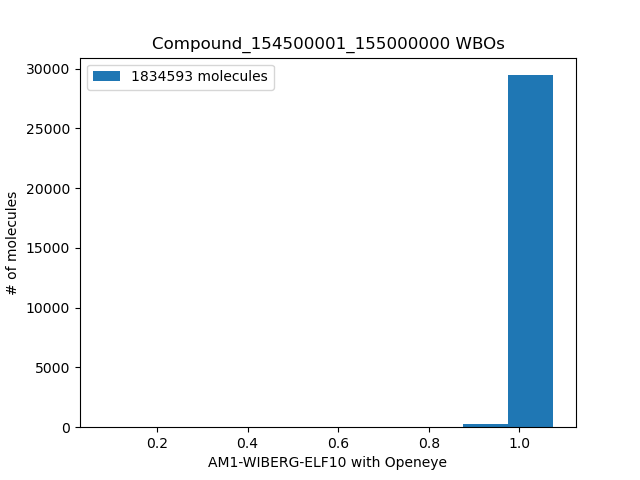 Compound_154500001_155000000 WBOs
1834593 molecules
30000
25000
20000
15000
10000
5000
0
# of molecules
0.2 0.4 0.6 0.8 1.0
AM1-WIBERG-ELF10 with Openeye